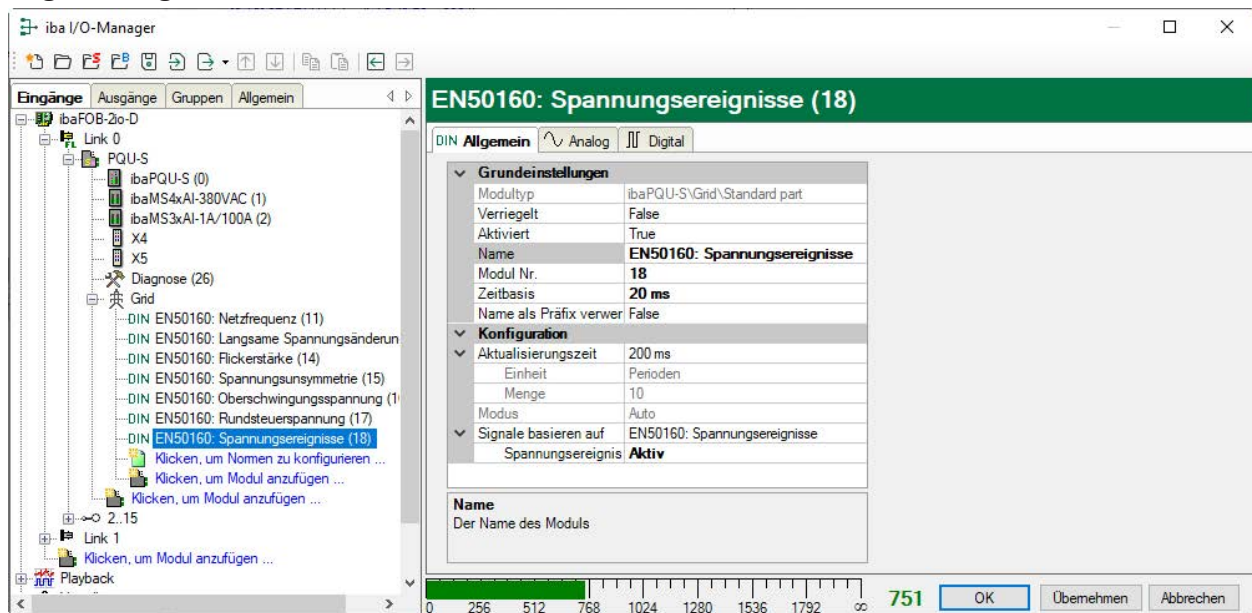 iba I/O-Manager
Eingänge Ausgänge Gruppen Allgemein
ibaFOB-2io-D
Link 0
PQU-S
ibaPQU-S (0)
ibaMS4xAI-380VAC (1)
ibaMS3xAI-1A/100A (2)
X4
X5
Diagnose (26)
Grid
DIN EN50160: Netzfrequenz (11)
DIN EN50160: Langsame Spannungsänderun
DIN EN50160: Flickerstärke (14)
DIN EN50160: Spannungsunsymmetrie (15)
DIN EN50160: Oberschwingungsspannung (1
DIN EN50160: Rundsteuerspannung (17)
DIN EN50160: Spannungsereignisse (18)
Klicken, um Normen zu konfigurieren ...
Klicken, um Modul anzufügen ...
Klicken, um Modul anzufügen ...
2..15
Link 1
Klicken, um Modul anzufügen ...
Playback
EN50160: Spannungsereignisse (18)
DIN Allgemein Analog Digital
Grundeinstellungen
Modultyp ibaPQU-S\Grid\Standard part
Verriegelt False
Aktiviert True
Name EN50160: Spannungsereignisse
Modul Nr. 18
Zeitbasis 20 ms
Name als Präfix verwer False
Konfiguration
Aktualisierungszeit 200 ms
Einheit Perioden
Menge 10
Modus Auto
Signale basieren auf EN50160: Spannungsereignisse
Spannungsereignis Aktiv
Name
Der Name des Moduls
0 256 512 768 1024 1280 1536 1792 ∞ 751 OK Übernehmen Abbrechen